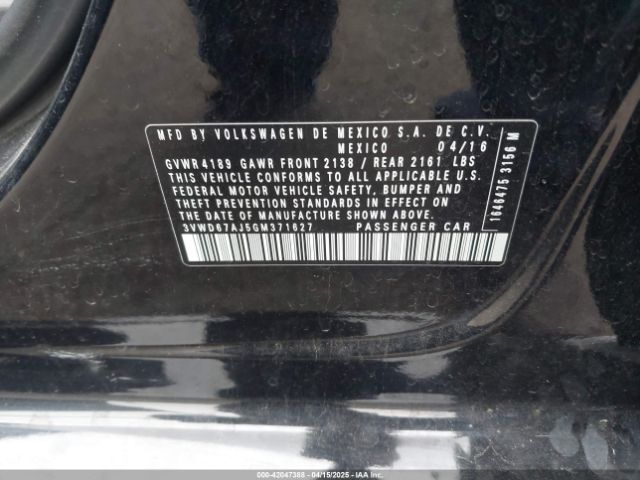 MFD BY VOLKSWAGEN DE MEXICO S.A. DE C.V.
MEXICO 04/16
GVWR 4189 GAWR FRONT 2138 / REAR 2161 LBS
THIS VEHICLE CONFORMS TO ALL APPLICABLE U.S.
FEDERAL MOTOR VEHICLE SAFETY, BUMPER AND
THEFT PREVENTION STANDARDS IN EFFECT ON
THE DATE OF MANUFACTURE SHOWN ABOVE.
3VWD67AJ5GM371627 PASSENGER CAR
1646475 3156 M
000-42047388 - 04/15/2025 - IAAI.COM